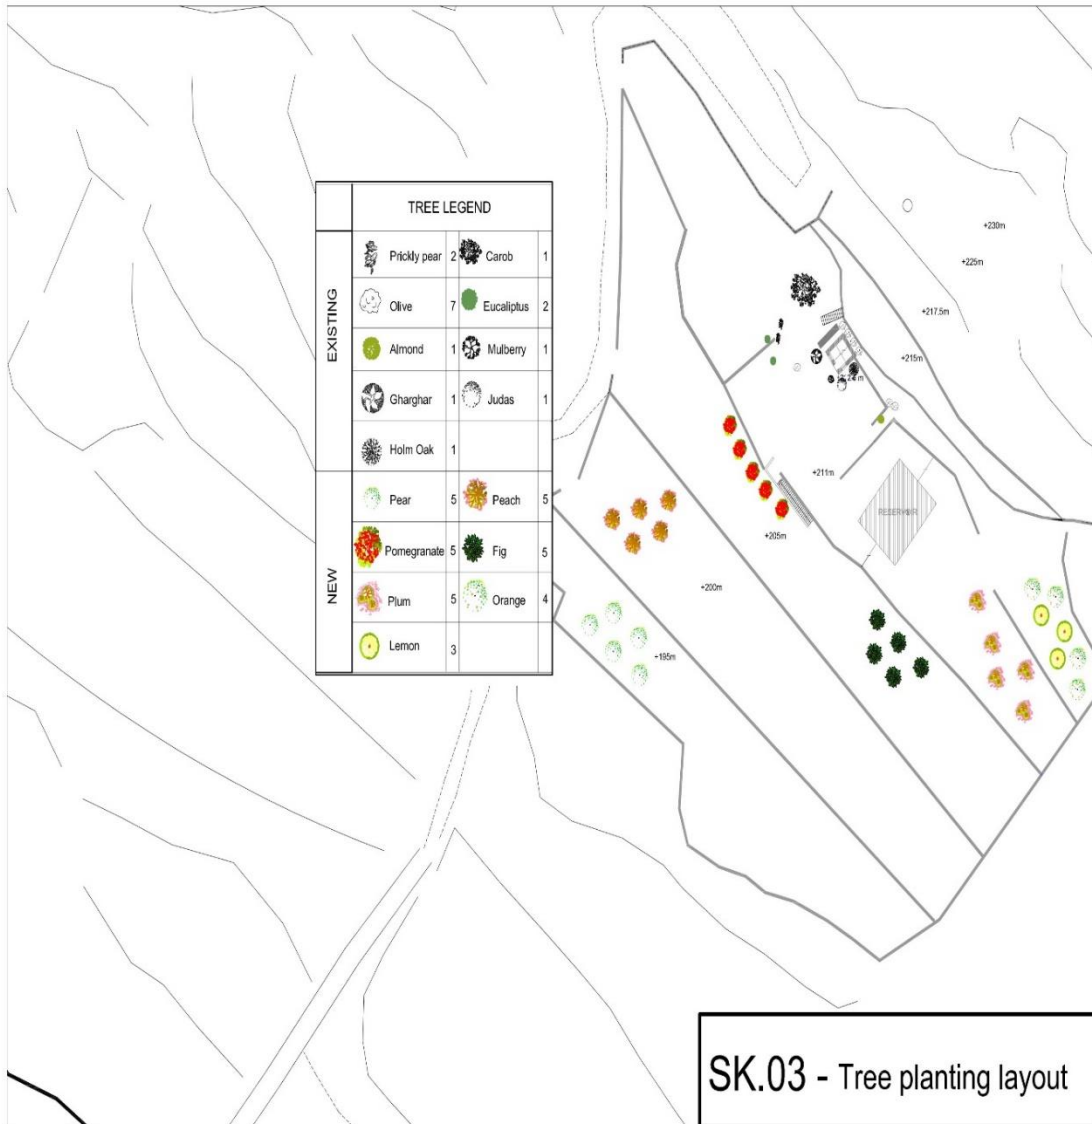 TREE LEGEND
EXISTING
Prickly pear 2 Carob 1
Olive 7 Eucaliptus 2
Almond 1 Mulberry 1
Gharghar 1 Judas 1
Holm Oak 1
NEW
Pear 5 Peach 5
Pomegranate 5 Fig 5
Plum 5 Orange 4
Lemon 3
+230m
+225m
+217.5m
+215m
+211m
RESERVOIR
+205m
+200m
+195m
SK.03 - Tree planting layout